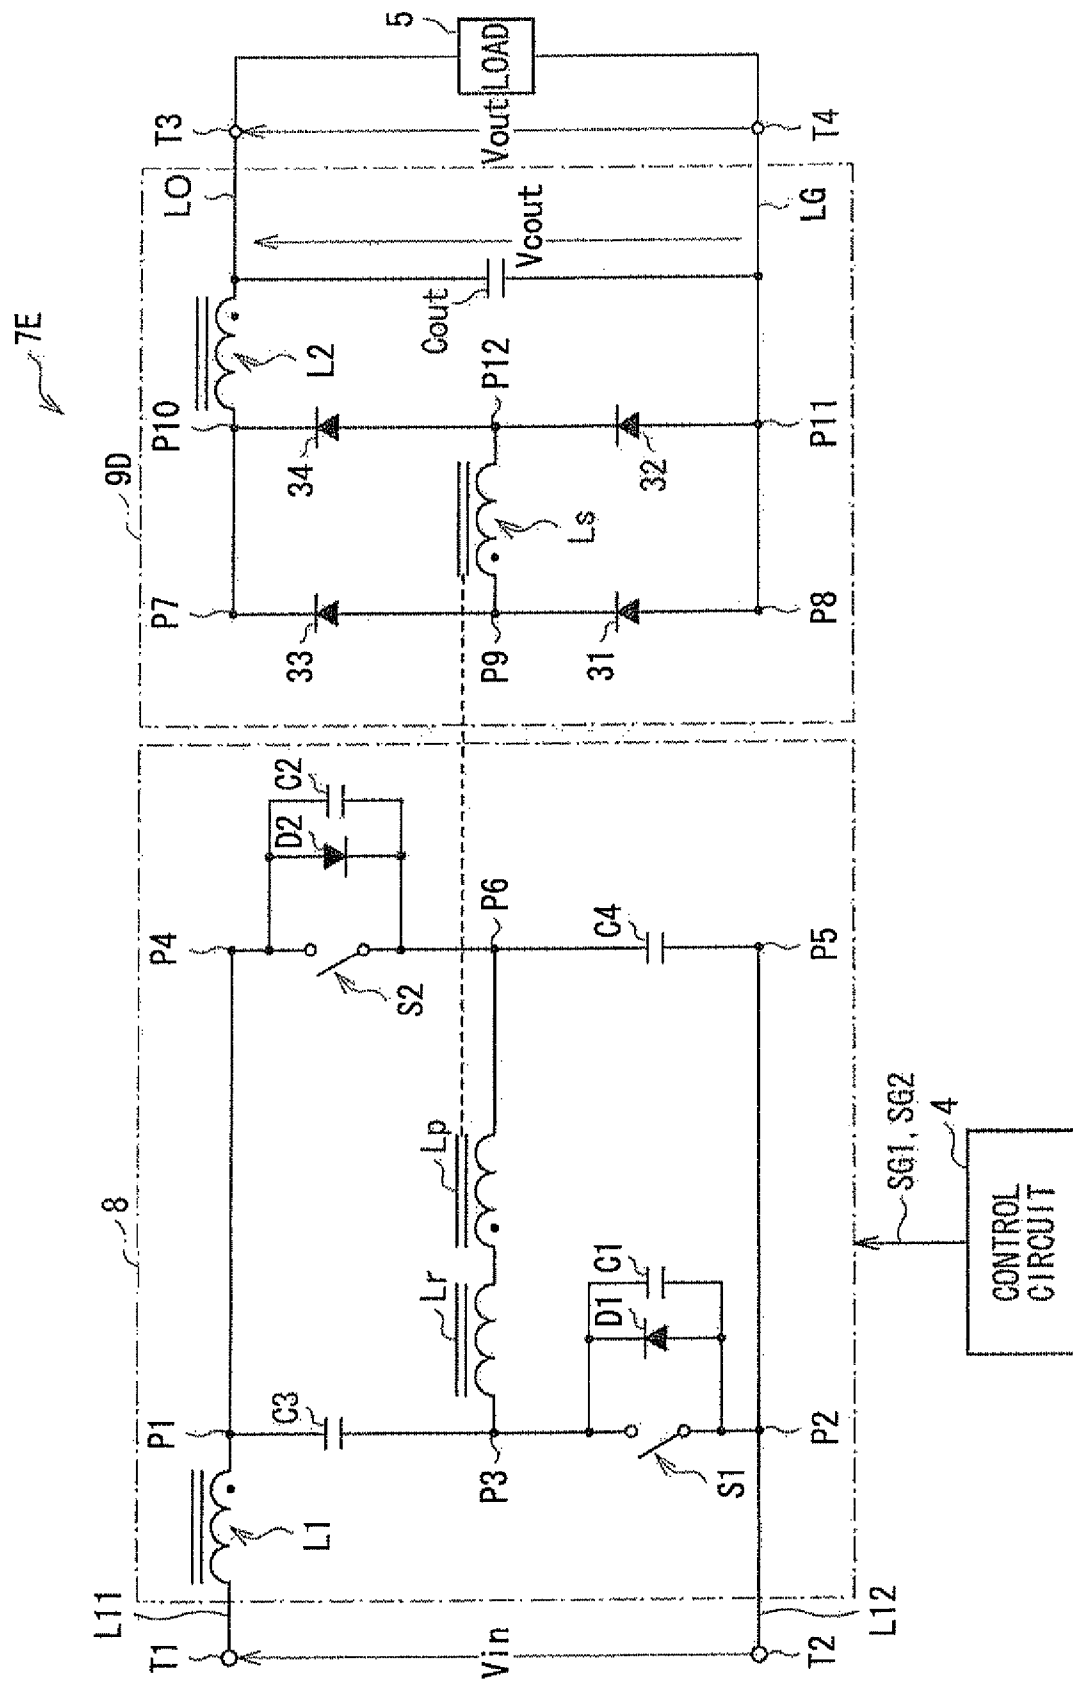 7E
8
9D
T1
L11
L1
P1
P4
P7
P10
L2
LO
T3
5
LOAD
C3
S2
D2
C2
33
34
Vin
P3
Lr
Lp
P6
P9
Ls
P12
Cout
Vcout
Vout
S1
D1
C1
C4
31
32
T2
L12
P2
P5
P8
P11
LG
T4
SG1, SG2
4
CONTROL
CIRCUIT